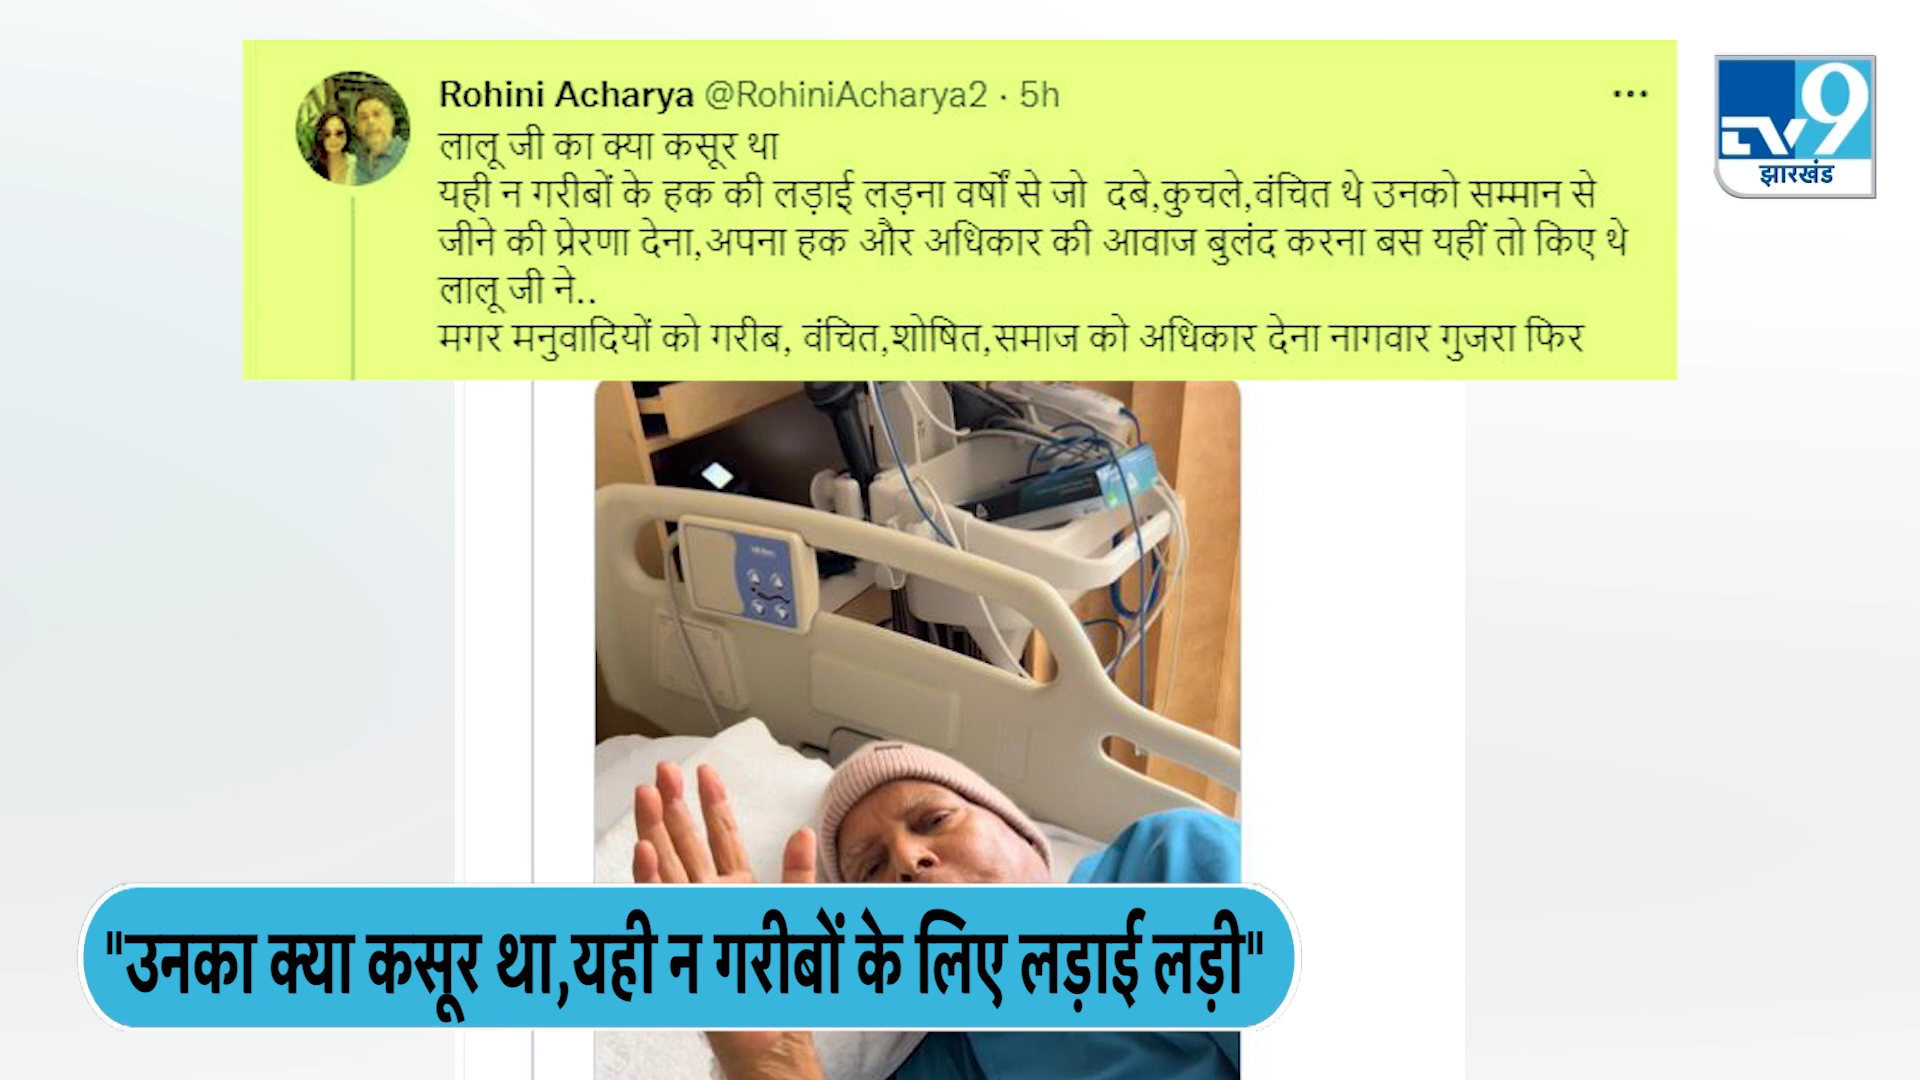 Rohini Acharya @RohiniAcharya2 · 5h
लालू जी का क्या कसूर था
यही न गरीबों के हक की लड़ाई लड़ना वर्षों से जो दबे,कुचले,वंचित थे उनको सम्मान से
जीने की प्रेरणा देना,अपना हक और अधिकार की आवाज बुलंद करना बस यहीं तो किए थे
लालू जी ने..
मगर मनुवादियों को गरीब, वंचित,शोषित,समाज को अधिकार देना नागवार गुजरा फिर
TV9
झारखंड
"उनका क्या कसूर था,यही न गरीबों के लिए लड़ाई लड़ी"